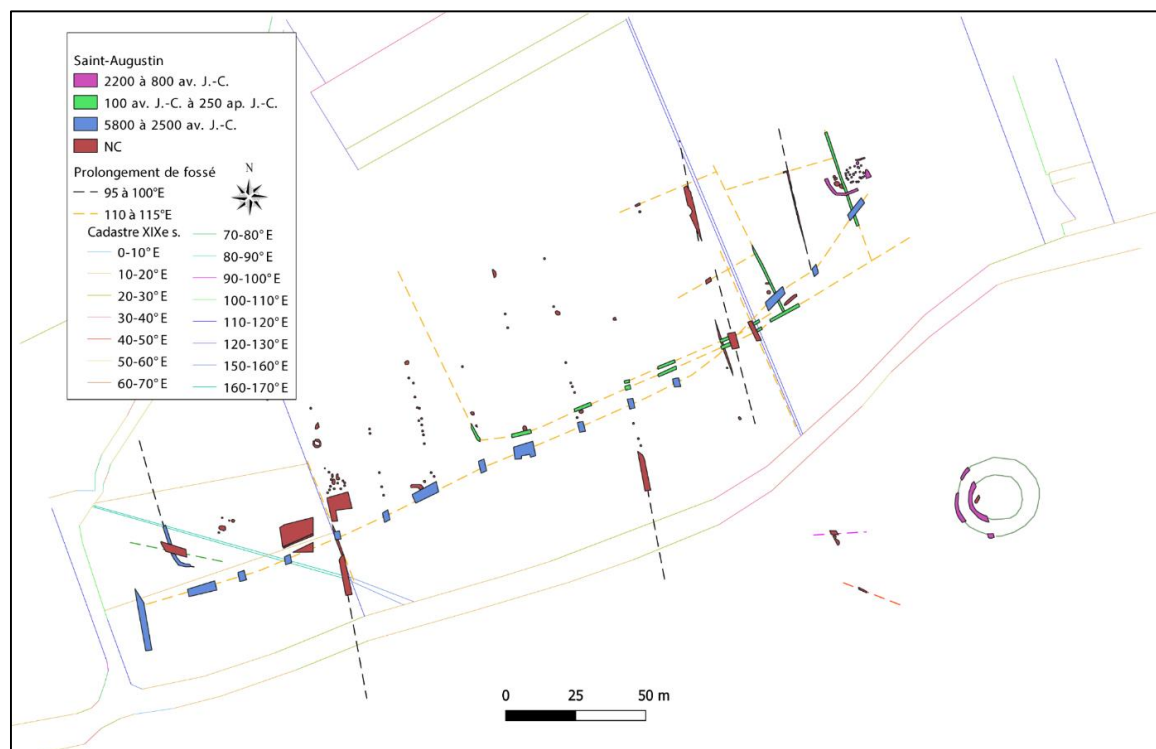 Saint-Augustin
2200 à 800 av. J.-C.
100 av. J.-C. à 250 ap. J.-C.
5800 à 2500 av. J.-C.
NC
Prolongement de fossé
N
95 à 100°E
110 à 115°E
Cadastre XIXe s.
0-10°E
10-20°E
20-30°E
30-40°E
40-50°E
50-60°E
60-70°E
70-80°E
80-90°E
90-100°E
100-110°E
110-120°E
120-130°E
150-160°E
160-170°E
0 25 50 m